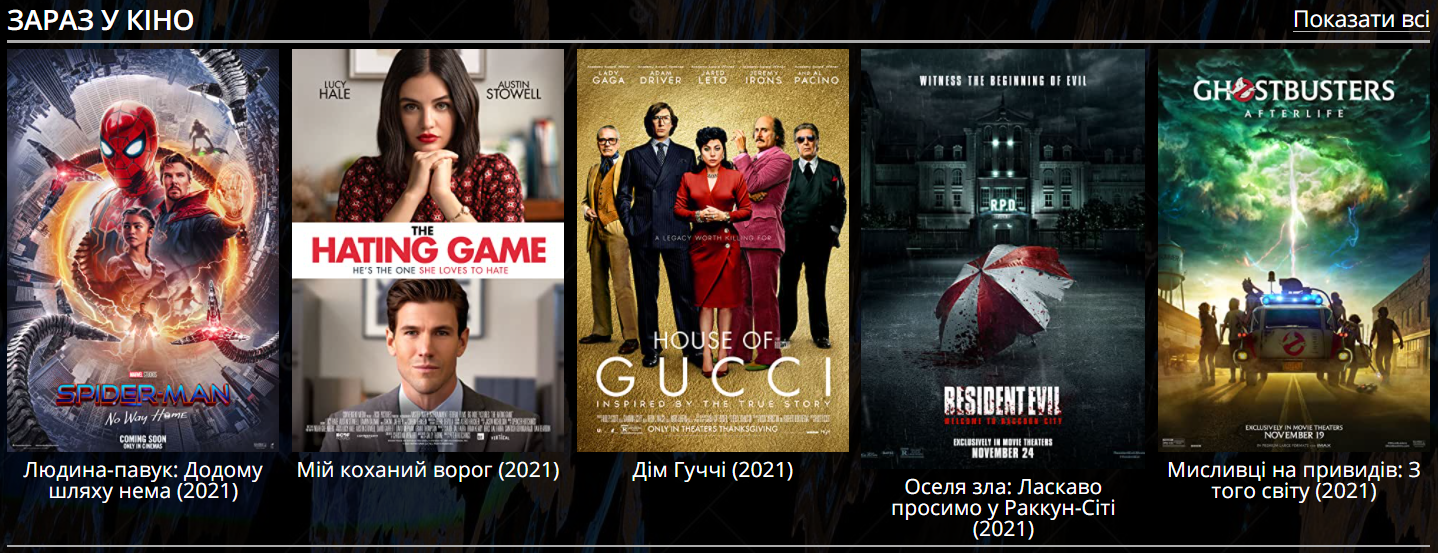 ЗАРАЗ У КІНО
Показати всі
MARVEL STUDIOS
SPIDER-MAN
No Way Home
COMING SOON
ONLY IN CINEMAS
Людина-павук: Додому
шляху нема (2021)
LUCY
HALE
AUSTIN
STOWELL
THE
HATING GAME
HE'S THE ONE SHE LOVES TO HATE
VERTICAL
Мій коханий ворог (2021)
LADY
GAGA
ADAM
DRIVER
JARED
LETO
JEREMY
IRONS
AND AL
PACINO
A LEGACY WORTH KILLING FOR
HOUSE OF
GUCCI
INSPIRED BY THE TRUE STORY
ONLY IN THEATERS THANKSGIVING
Дім Гуччі (2021)
WITNESS THE BEGINNING OF EVIL
R.P.D.
RESIDENT EVIL
WELCOME TO RACCOON CITY
EXCLUSIVELY IN MOVIE THEATERS
NOVEMBER 24
Оселя зла: Ласкаво
просимо у Раккун-Сіті
(2021)
GHOSTBUSTERS
AFTERLIFE
EXCLUSIVELY IN MOVIE THEATERS
NOVEMBER 19
Мисливці на привидів: З
того світу (2021)